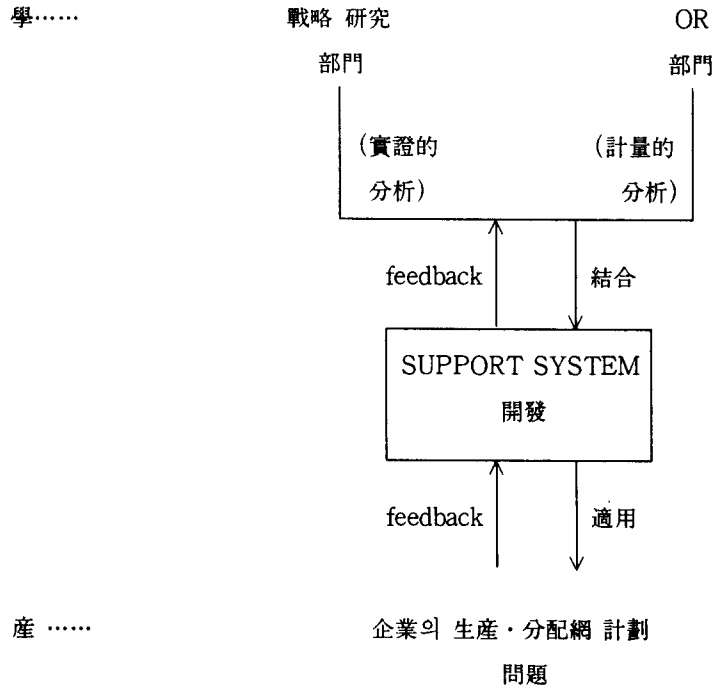 學…… 戰略 硏究 OR
部門 部門
(實證的 (計量的
分析) 分析)
feedback 結合
SUPPORT SYSTEM
開發
feedback 適用
産 …… 企業의 生産·分配網 計劃
問題